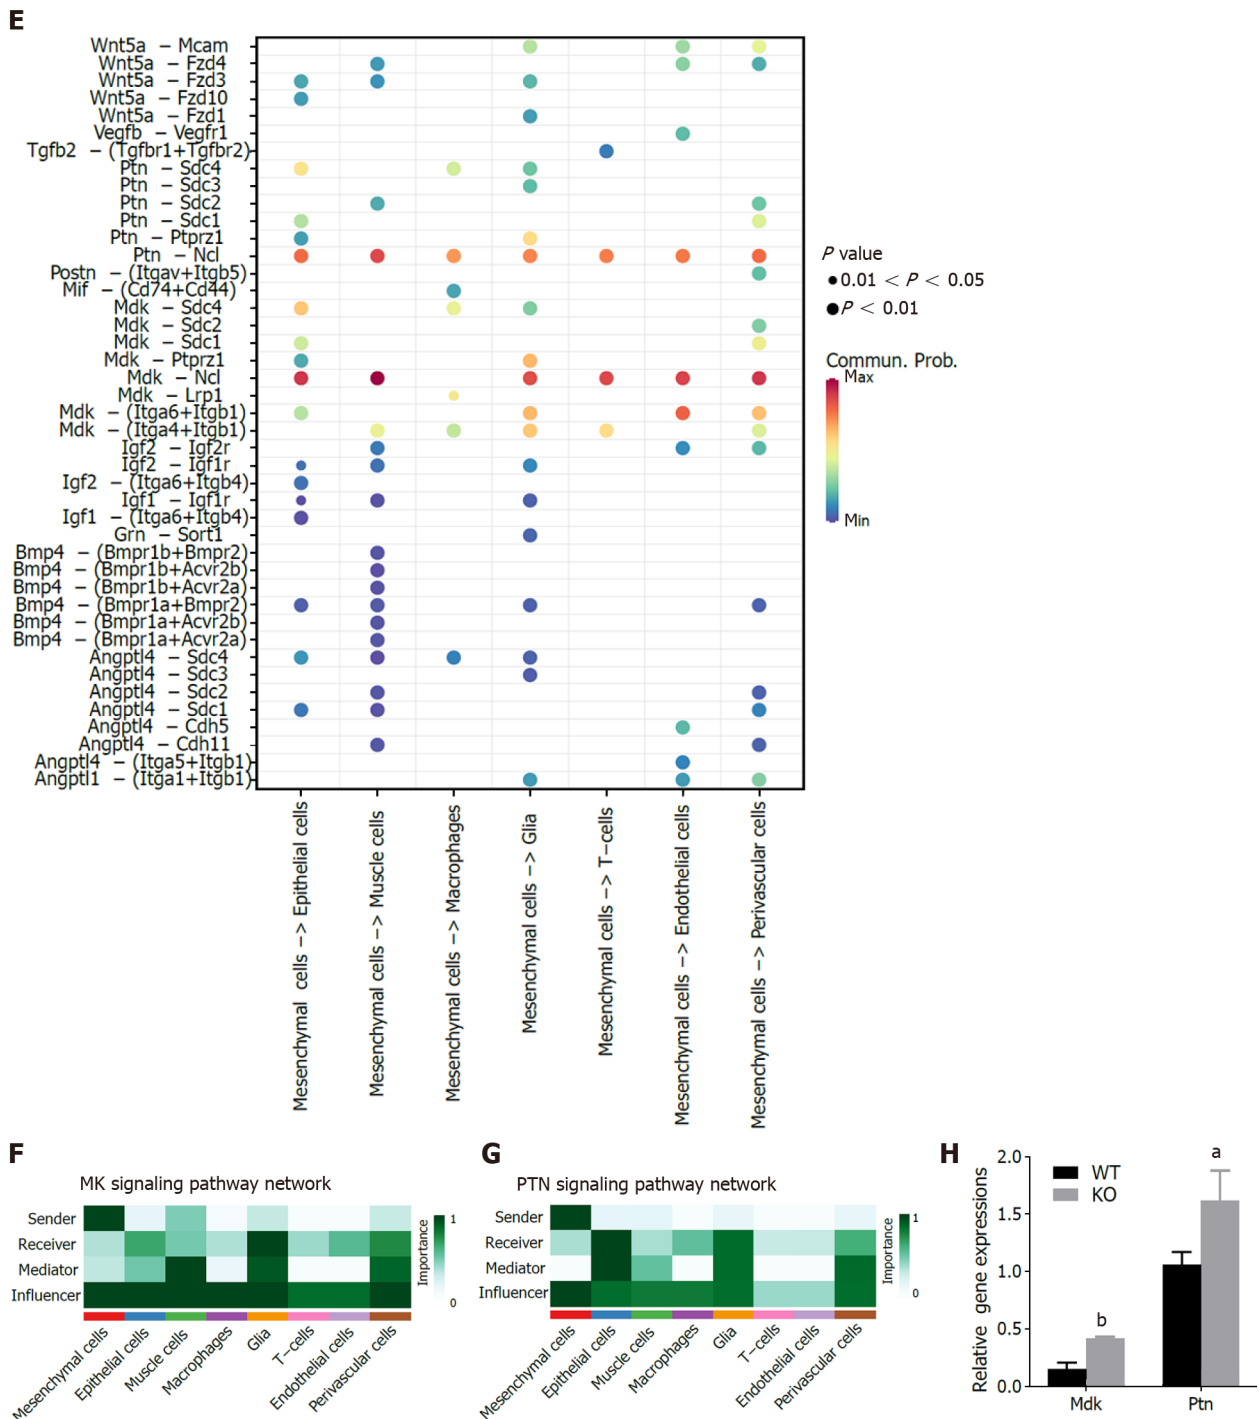 E
Wnt5a − Mcam
Wnt5a − Fzd4
Wnt5a − Fzd3
Wnt5a − Fzd10
Wnt5a − Fzd1
Vegfb − Vegfr1
Tgfb2 − (Tgfbr1+Tgfbr2)
Ptn − Sdc4
Ptn − Sdc3
Ptn − Sdc2
Ptn − Sdc1
Ptn − Ptprz1
Ptn − Ncl
Postn − (Itgav+Itgb5)
Mif − (Cd74+Cd44)
Mdk − Sdc4
Mdk − Sdc2
Mdk − Sdc1
Mdk − Ptprz1
Mdk − Ncl
Mdk − Lrp1
Mdk − (Itga6+Itgb1)
Mdk − (Itga4+Itgb1)
Igf2 − Igf2r
Igf2 − Igf1r
Igf2 − (Itga6+Itgb4)
Igf1 − Igf1r
Igf1 − (Itga6+Itgb4)
Grn − Sort1
Bmp4 − (Bmpr1b+Bmpr2)
Bmp4 − (Bmpr1b+Acvr2b)
Bmp4 − (Bmpr1b+Acvr2a)
Bmp4 − (Bmpr1a+Bmpr2)
Bmp4 − (Bmpr1a+Acvr2b)
Bmp4 − (Bmpr1a+Acvr2a)
Angptl4 − Sdc4
Angptl4 − Sdc3
Angptl4 − Sdc2
Angptl4 − Sdc1
Angptl4 − Cdh5
Angptl4 − Cdh11
Angptl4 − (Itga5+Itgb1)
Angptl1 − (Itga1+Itgb1)
Mesenchymal cells −> Epithelial cells
Mesenchymal cells −> Muscle cells
Mesenchymal cells −> Macrophages
Mesenchymal cells −> Glia
Mesenchymal cells −> T−cells
Mesenchymal cells −> Endothelial cells
Mesenchymal cells −> Perivascular cells
P value
0.01 < P < 0.05
P < 0.01
Commun. Prob.
Max
Min
F
MK signaling pathway network
Sender
Receiver
Mediator
Influencer
Mesenchymal cells
Epithelial cells
Muscle cells
Macrophages
Glia
T−cells
Endothelial cells
Perivascular cells
Importance
1
0
G
PTN signaling pathway network
Sender
Receiver
Mediator
Influencer
Mesenchymal cells
Epithelial cells
Muscle cells
Macrophages
Glia
T−cells
Endothelial cells
Perivascular cells
Importance
1
0
H
Relative gene expressions
2.0
1.5
1.0
0.5
0.0
WT
KO
b
a
Mdk
Ptn